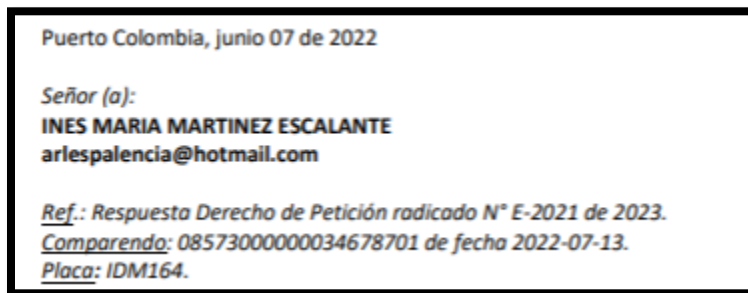 Puerto Colombia, junio 07 de 2022
Señor (a):
INES MARIA MARTINEZ ESCALANTE
arlespalencia@hotmail.com
Ref.: Respuesta Derecho de Petición radicado N° E-2021 de 2023.
Comparendo: 08573000000034678701 de fecha 2022-07-13.
Placa: IDM164.